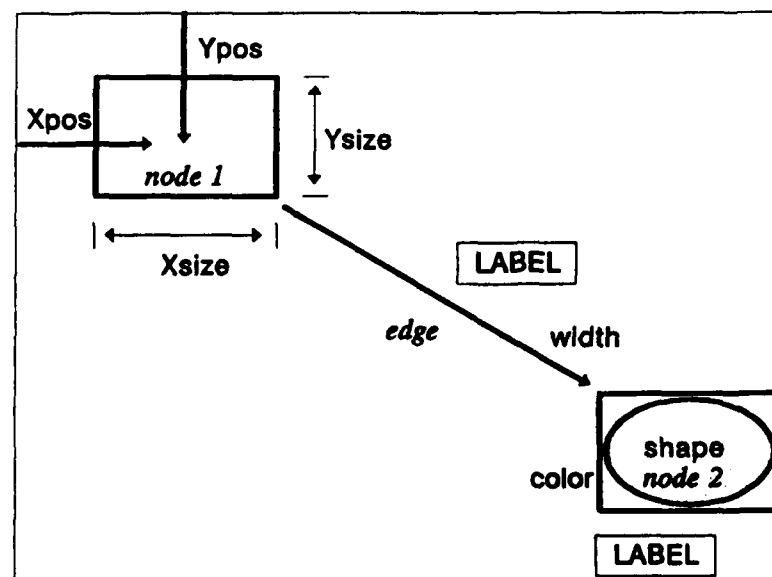 Ypos
Xpos
Ysize
node 1
Xsize
LABEL
edge
width
shape
color
node 2
LABEL